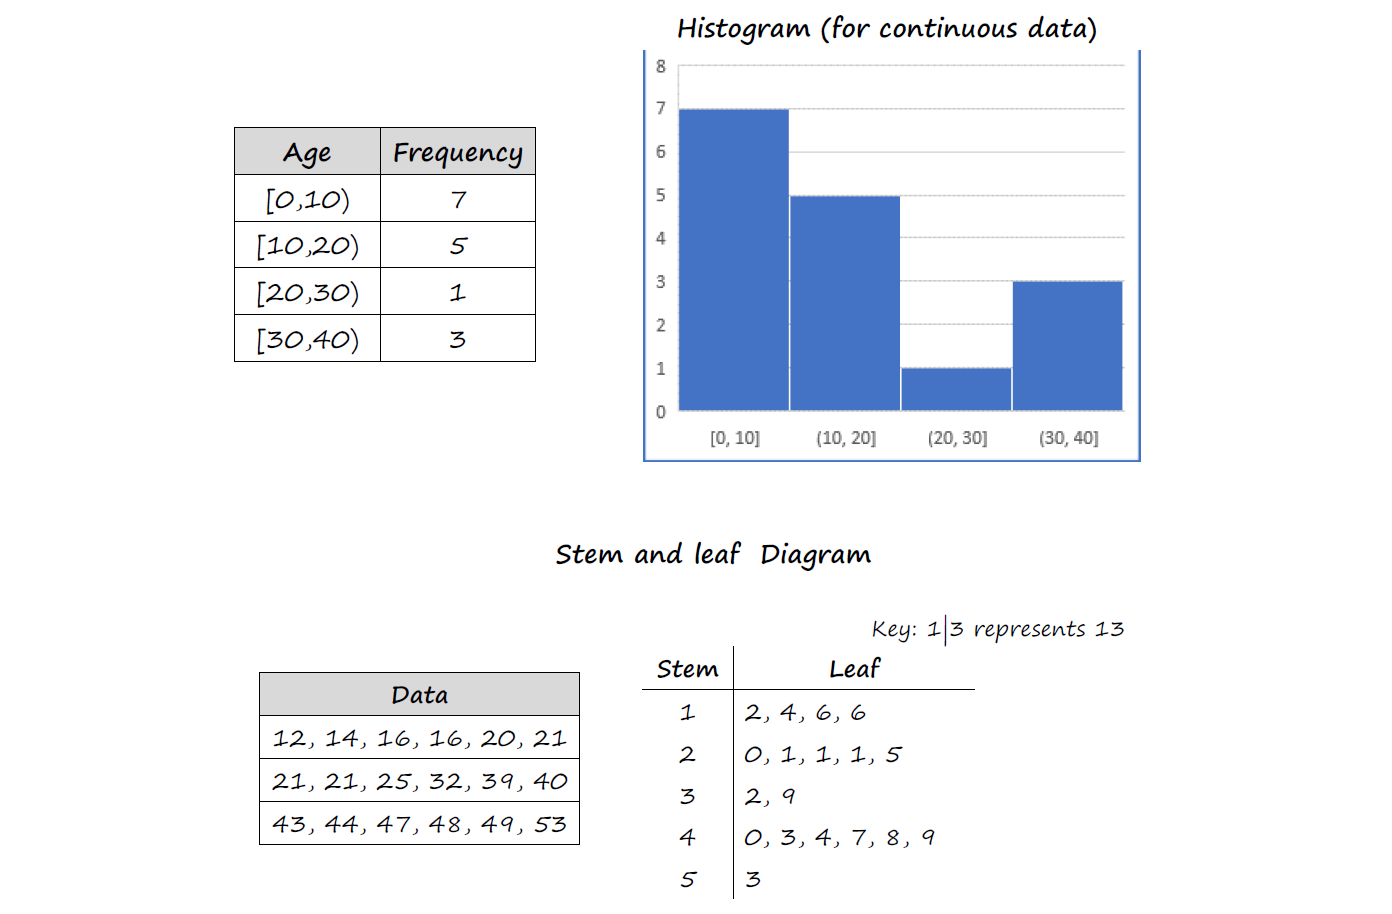 Histogram (for continuous data)
Age Frequency
[0,10) 7
[10,20) 5
[20,30) 1
[30,40) 3
8
7
6
5
4
3
2
1
0
[0, 10] (10, 20] (20, 30] (30, 40]
Stem and leaf Diagram
Data
12, 14, 16, 16, 20, 21
21, 21, 25, 32, 39, 40
43, 44, 47, 48, 49, 53
Key: 1|3 represents 13
Stem Leaf
1 2, 4, 6, 6
2 0, 1, 1, 1, 5
3 2, 9
4 0, 3, 4, 7, 8, 9
5 3